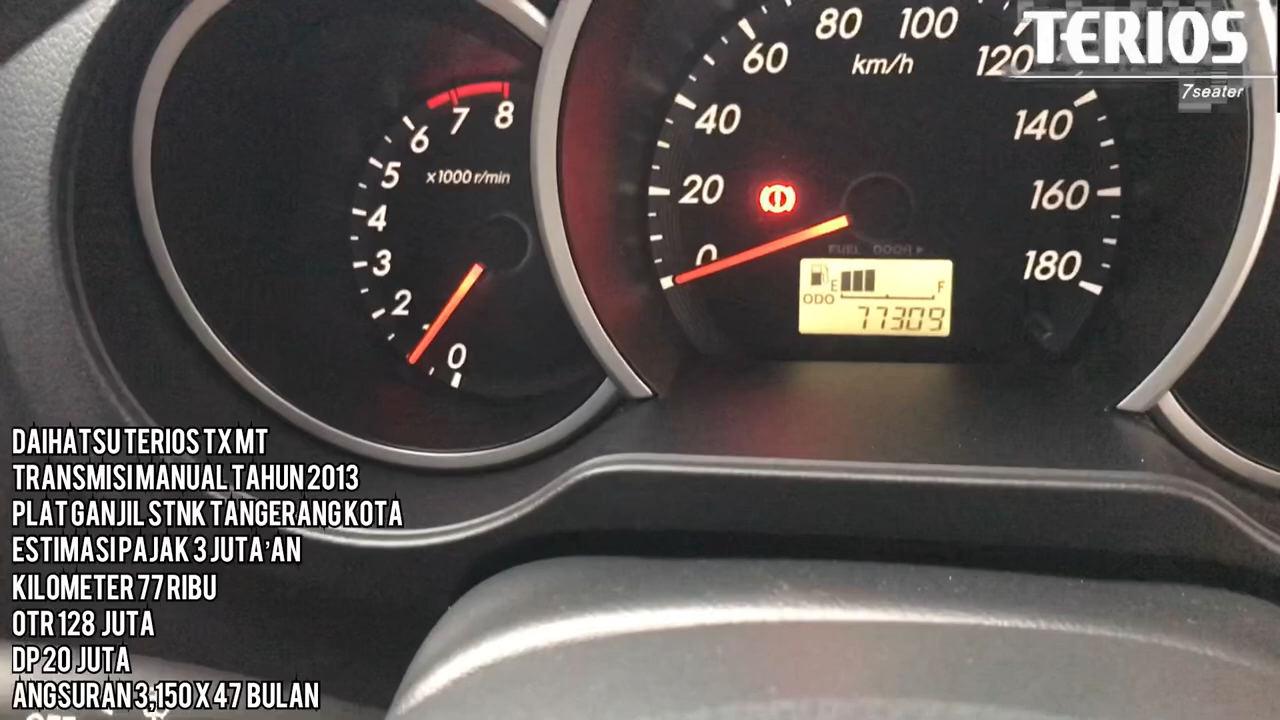 80 100
60 km/h 120
TERIOS
7seater
8
7
6
40 140
5 x1000 r/min
20 160
4
3
0 180
FUEL DOOR
E F
ODO
77309
2
0
DAIHATSU TERIOS TX MT
TRANSMISI MANUAL TAHUN 2013
PLAT GANJIL STNK TANGERANG KOTA
ESTIMASI PAJAK 3 JUTA'AN
KILOMETER 77 RIBU
OTR 128 JUTA
DP 20 JUTA
ANGSURAN 3,150 X 47 BULAN